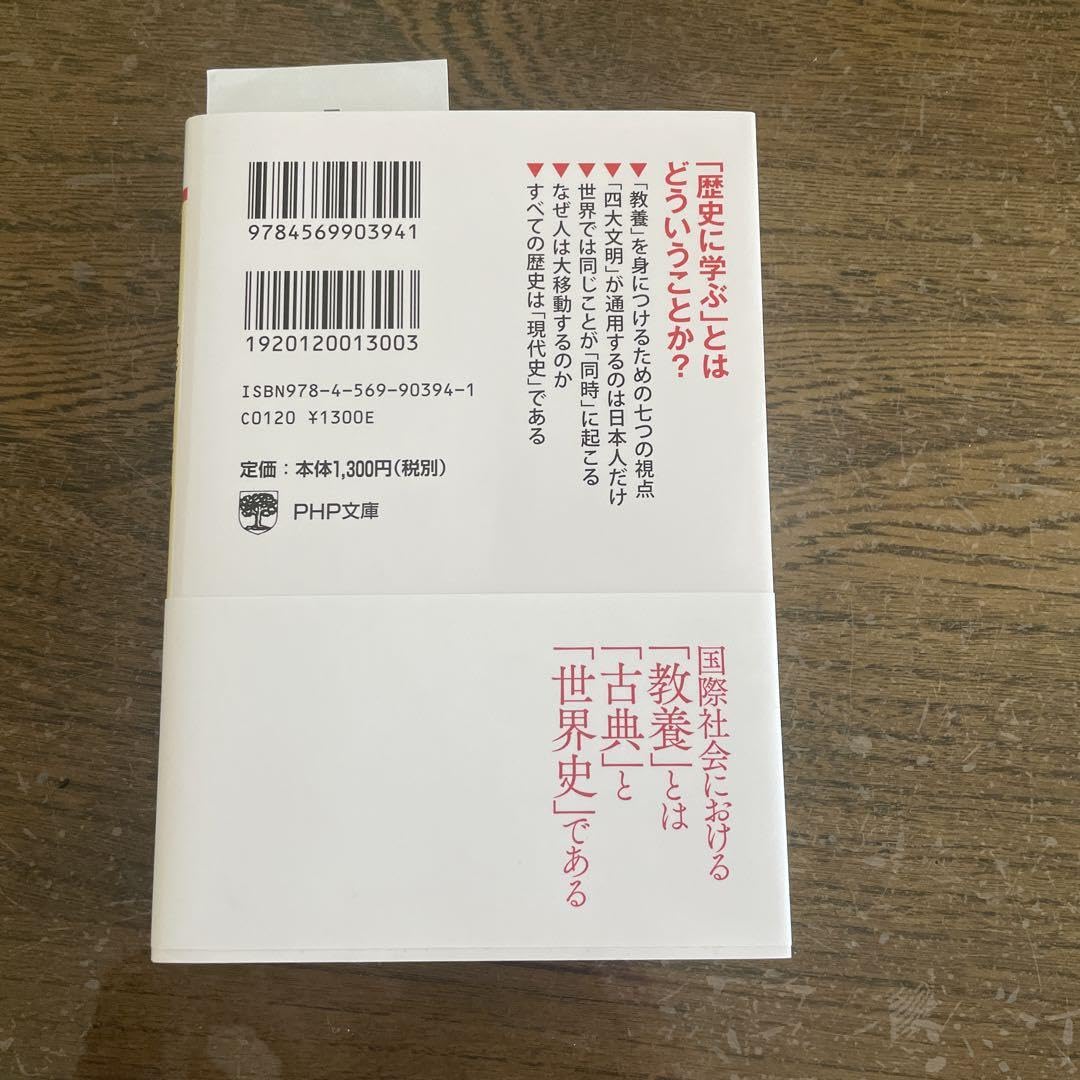 「歴史に学ぶ」とは
どういうことか?
▼「教養」を身につけるための七つの視点
▼「四大文明」が通用するのは日本人だけ
▼世界では同じことが「同時」に起こる
▼なぜ人は大移動するのか
▼すべての歴史は「現代史」である
9784569903941
1920120013003
ISBN978-4-569-90394-1
C0120 ¥1300E
定価:本体1,300円(税別)
PHP文庫
国際社会における
「教養」とは
「古典」と
「世界史」である